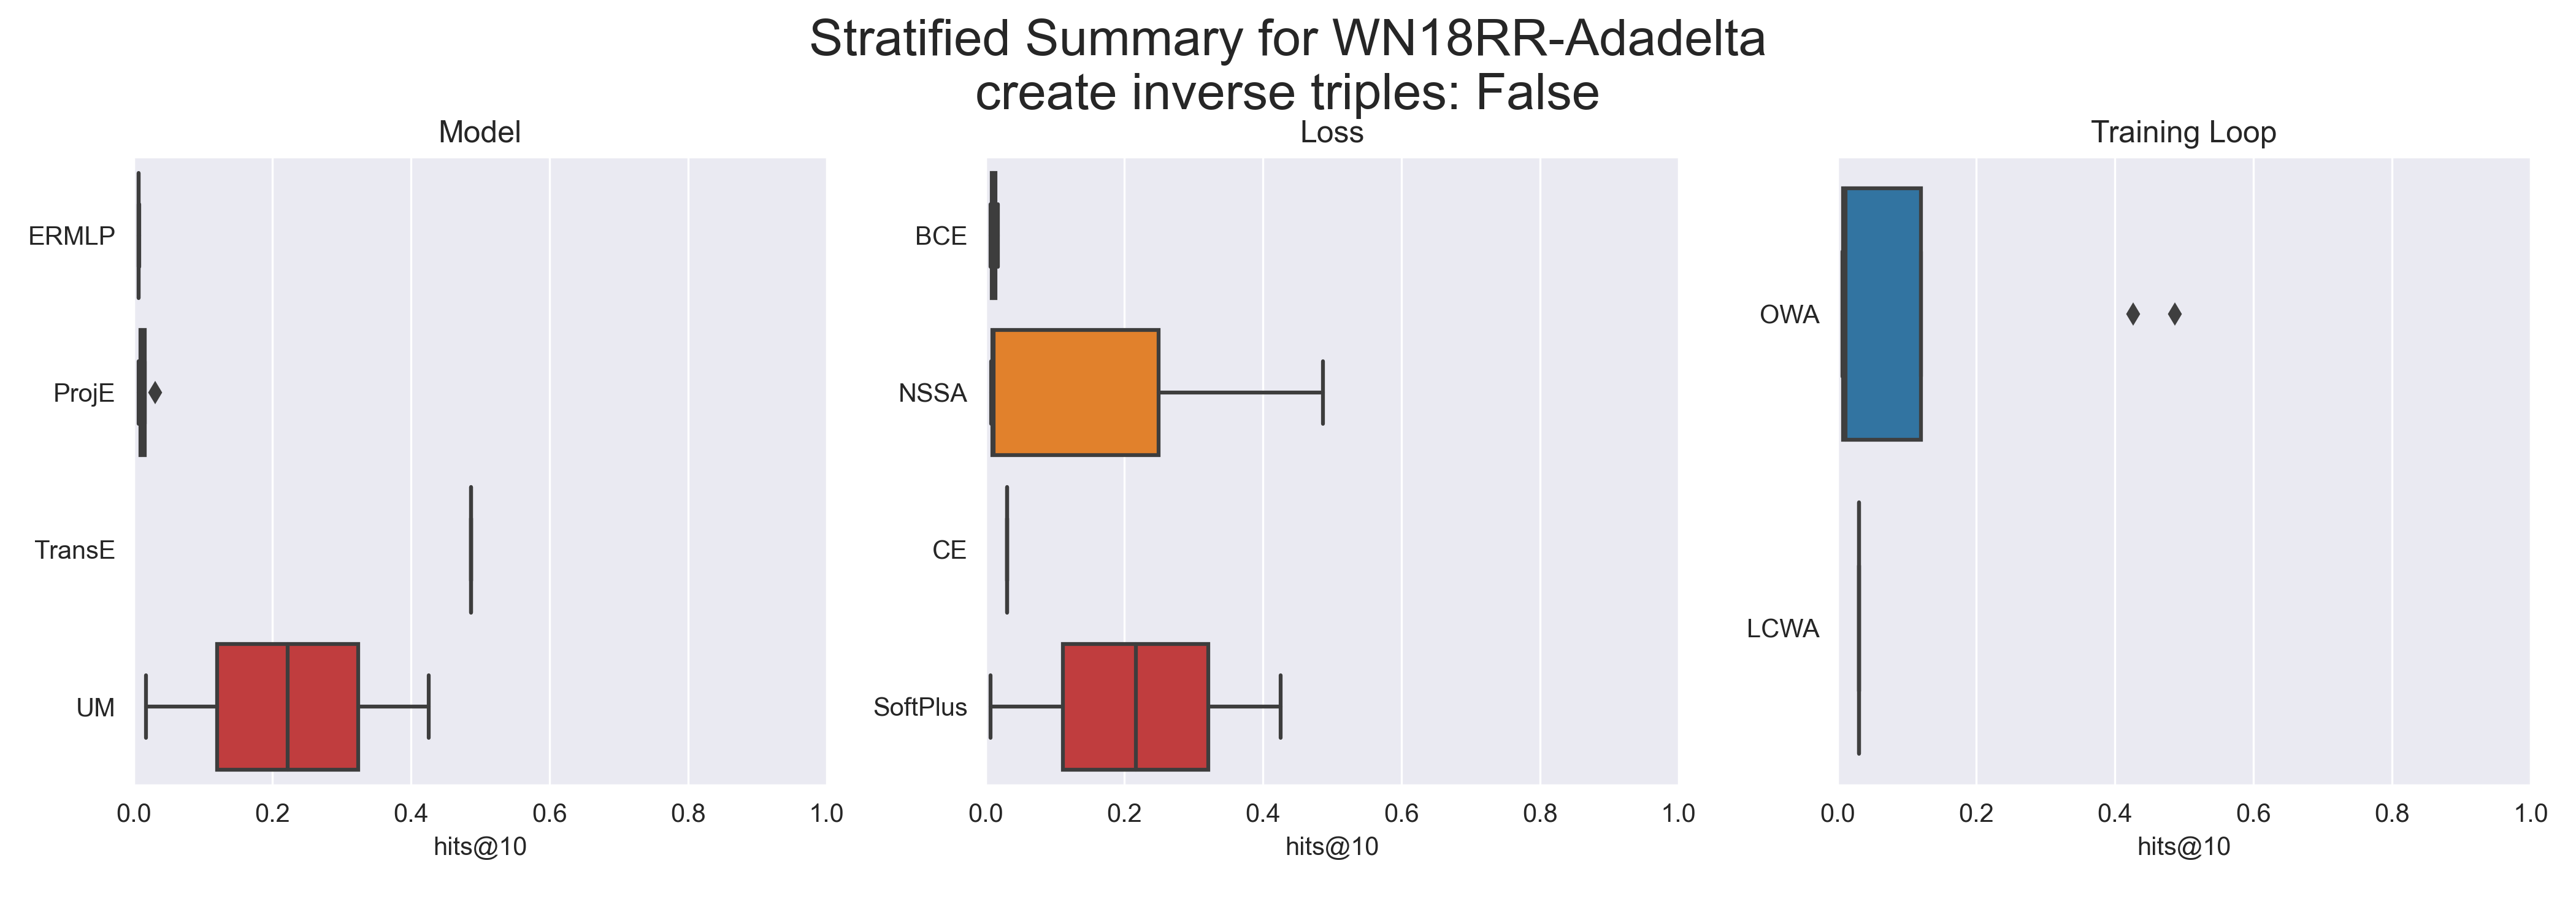 Stratified Summary for WN18RR-Adadelta
create inverse triples: False
Model
ERMLP
ProjE
TransE
UM
0.0 0.2 0.4 0.6 0.8 1.0
hits@10
Loss
BCE
NSSA
CE
SoftPlus
0.0 0.2 0.4 0.6 0.8 1.0
hits@10
Training Loop
OWA
LCWA
0.0 0.2 0.4 0.6 0.8 1.0
hits@10